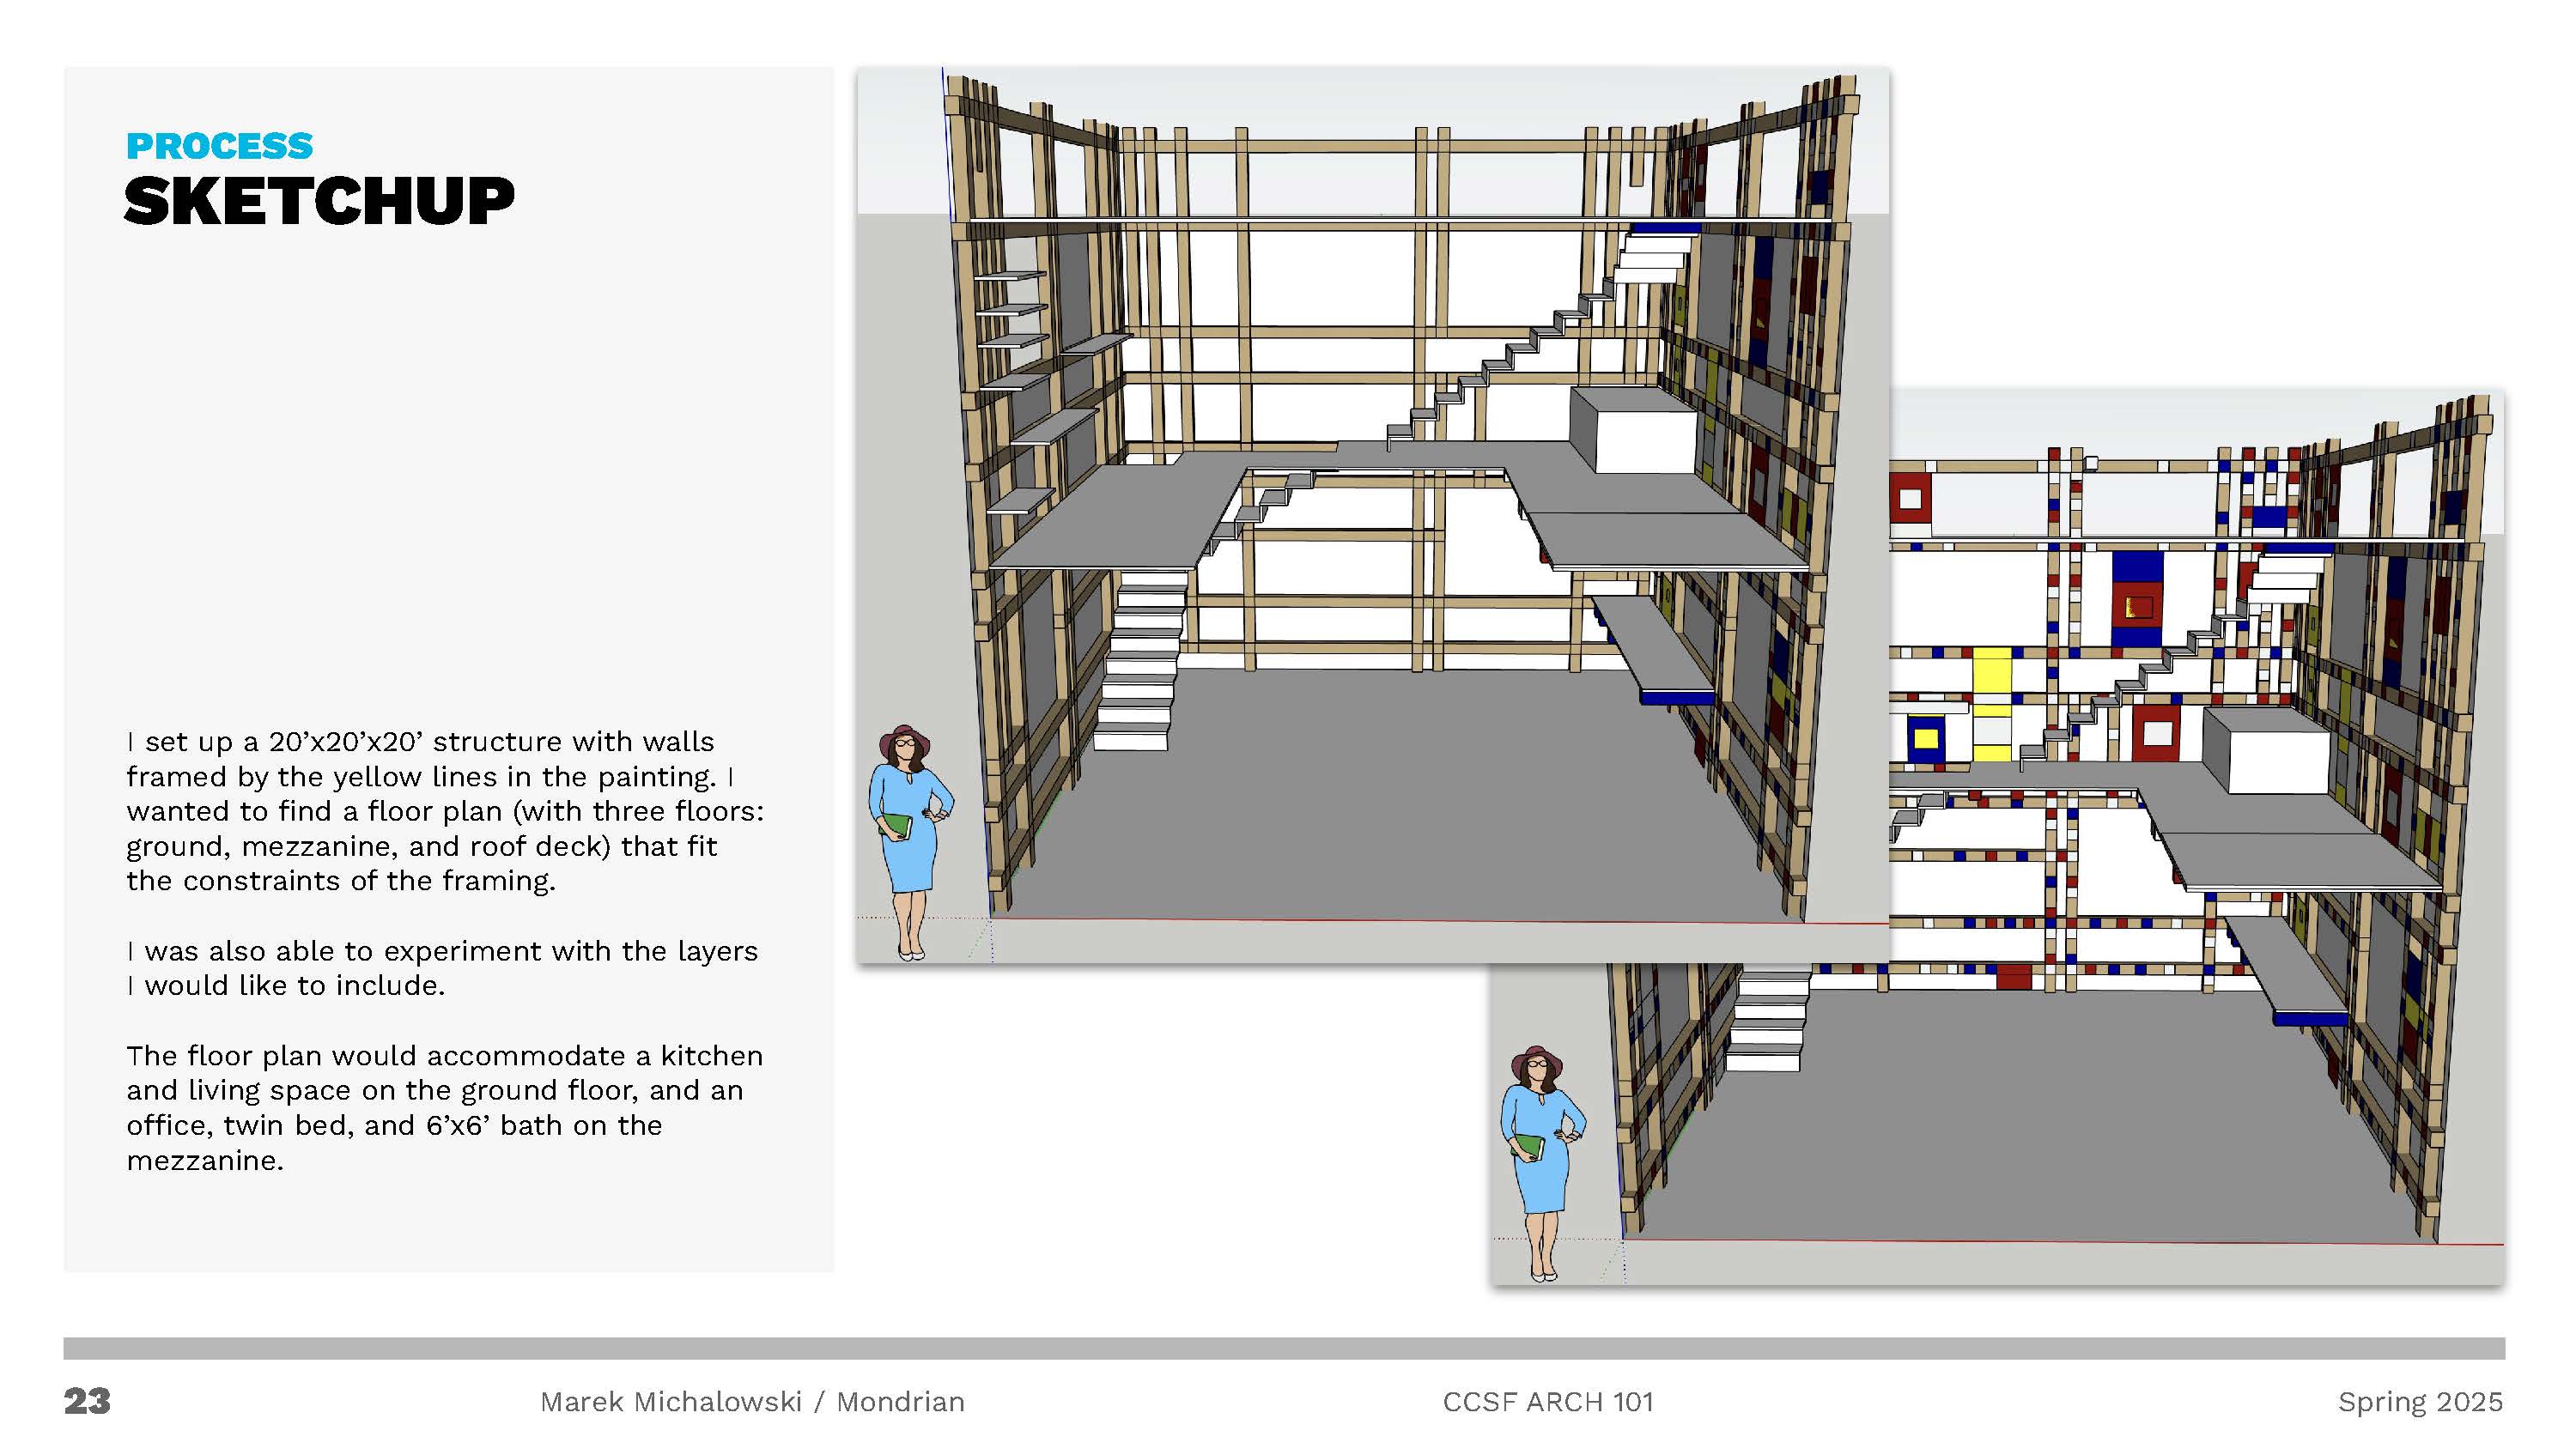 PROCESS
SKETCHUP
I set up a 20’x20’x20’ structure with walls
framed by the yellow lines in the painting. I
wanted to find a floor plan (with three floors:
ground, mezzanine, and roof deck) that fit
the constraints of the framing.
I was also able to experiment with the layers
I would like to include.
The floor plan would accommodate a kitchen
and living space on the ground floor, and an
office, twin bed, and 6’x6’ bath on the
mezzanine.
23
Marek Michalowski / Mondrian
CCSF ARCH 101
Spring 2025